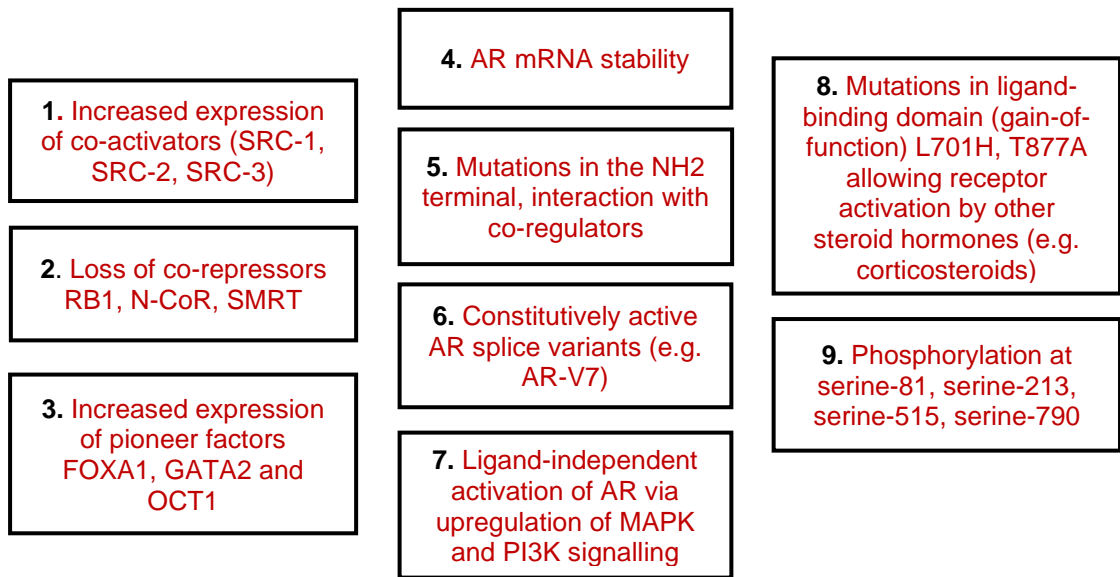 1. Increased expression
of co-activators (SRC-1,
SRC-2, SRC-3)
2. Loss of co-repressors
RB1, N-CoR, SMRT
3. Increased expression
of pioneer factors
FOXA1, GATA2 and
OCT1
4. AR mRNA stability
5. Mutations in the NH2
terminal, interaction with
co-regulators
6. Constitutively active
AR splice variants (e.g.
AR-V7)
7. Ligand-independent
activation of AR via
upregulation of MAPK
and PI3K signalling
8. Mutations in ligand-
binding domain (gain-of-
function) L701H, T877A
allowing receptor
activation by other
steroid hormones (e.g.
corticosteroids)
9. Phosphorylation at
serine-81, serine-213,
serine-515, serine-790